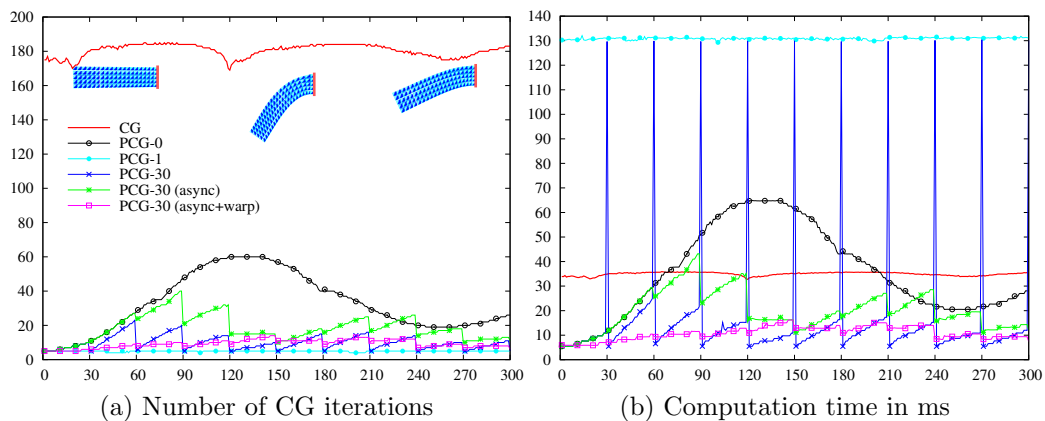 200
180
160
140
120
100
80
60
40
20
0
CG
PCG-0
PCG-1
PCG-30
PCG-30 (async)
PCG-30 (async+warp)
0 30 60 90 120 150 180 210 240 270 300
(a) Number of CG iterations
140
130
120
110
100
90
80
70
60
50
40
30
20
10
0
0 30 60 90 120 150 180 210 240 270 300
(b) Computation time in ms